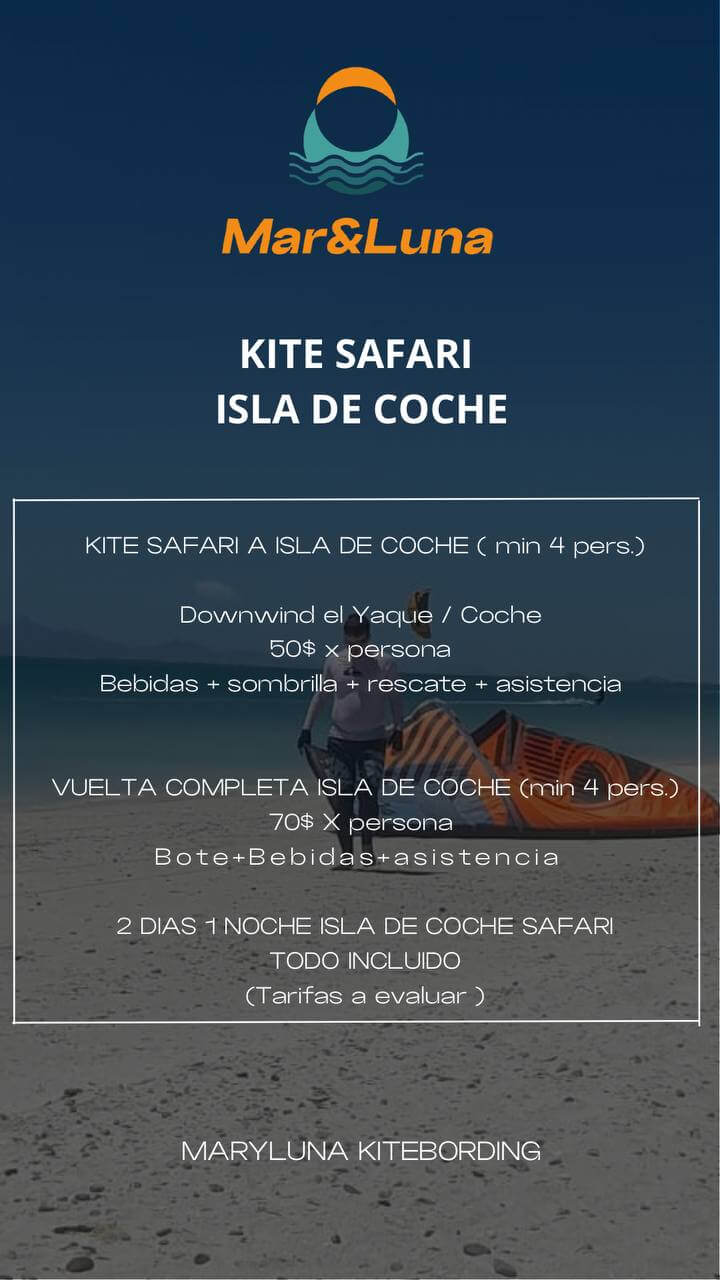 Mar&Luna
KITE SAFARI
ISLA DE COCHE
KITE SAFARI A ISLA DE COCHE ( min 4 pers.)
Downwind el Yaque / Coche
50$ x persona
Bebidas + sombrilla + rescate + asistencia
VUELTA COMPLETA ISLA DE COCHE (min 4 pers.)
70$ X persona
Bote+Bebidas+asistencia
2 DIAS 1 NOCHE ISLA DE COCHE SAFARI
TODO INCLUIDO
(Tarifas a evaluar )
MARYLUNA KITEBORDING